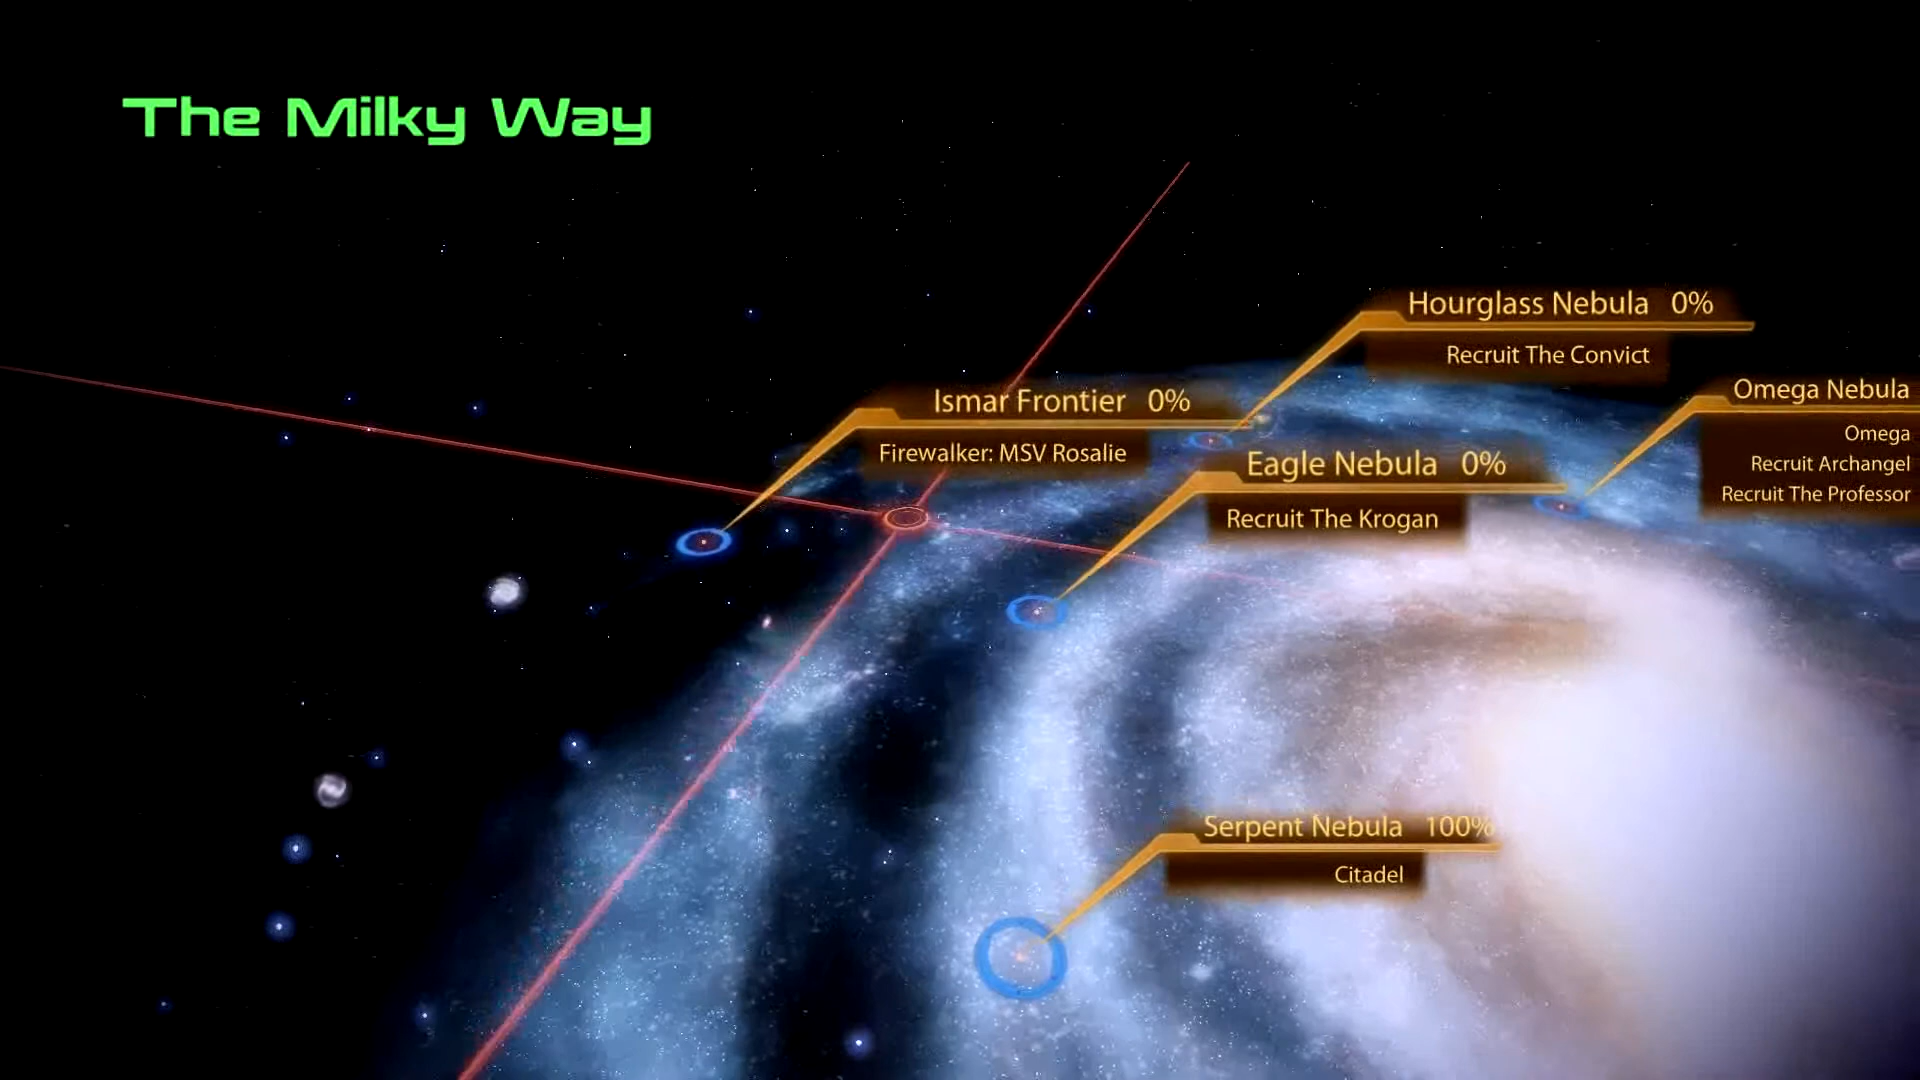 The Milky Way
Hourglass Nebula 0%
Recruit The Convict
Ismar Frontier 0%
Firewalker: MSV Rosalie
Omega Nebula
Omega
Recruit Archangel
Recruit The Professor
Eagle Nebula 0%
Recruit The Krogan
Serpent Nebula 100%
Citadel